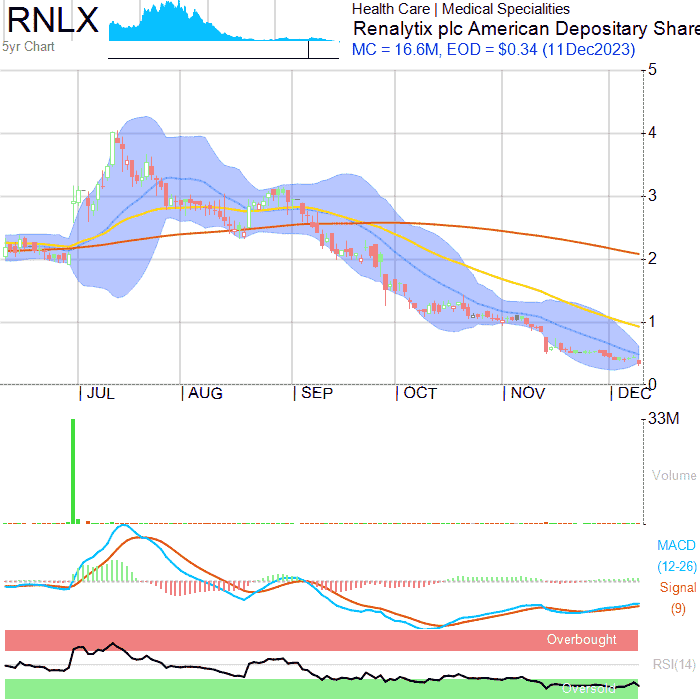 RNLX
5yr Chart
Health Care | Medical Specialities
Renalytix plc American Depositary Share
MC = 16.6M, EOD = $0.34 (11Dec2023)
5
4
3
2
1
0
JUL
AUG
SEP
OCT
NOV
DEC
33M
Volume
MACD
(12-26)
Signal
(9)
Overbought
RSI(14)
Oversold